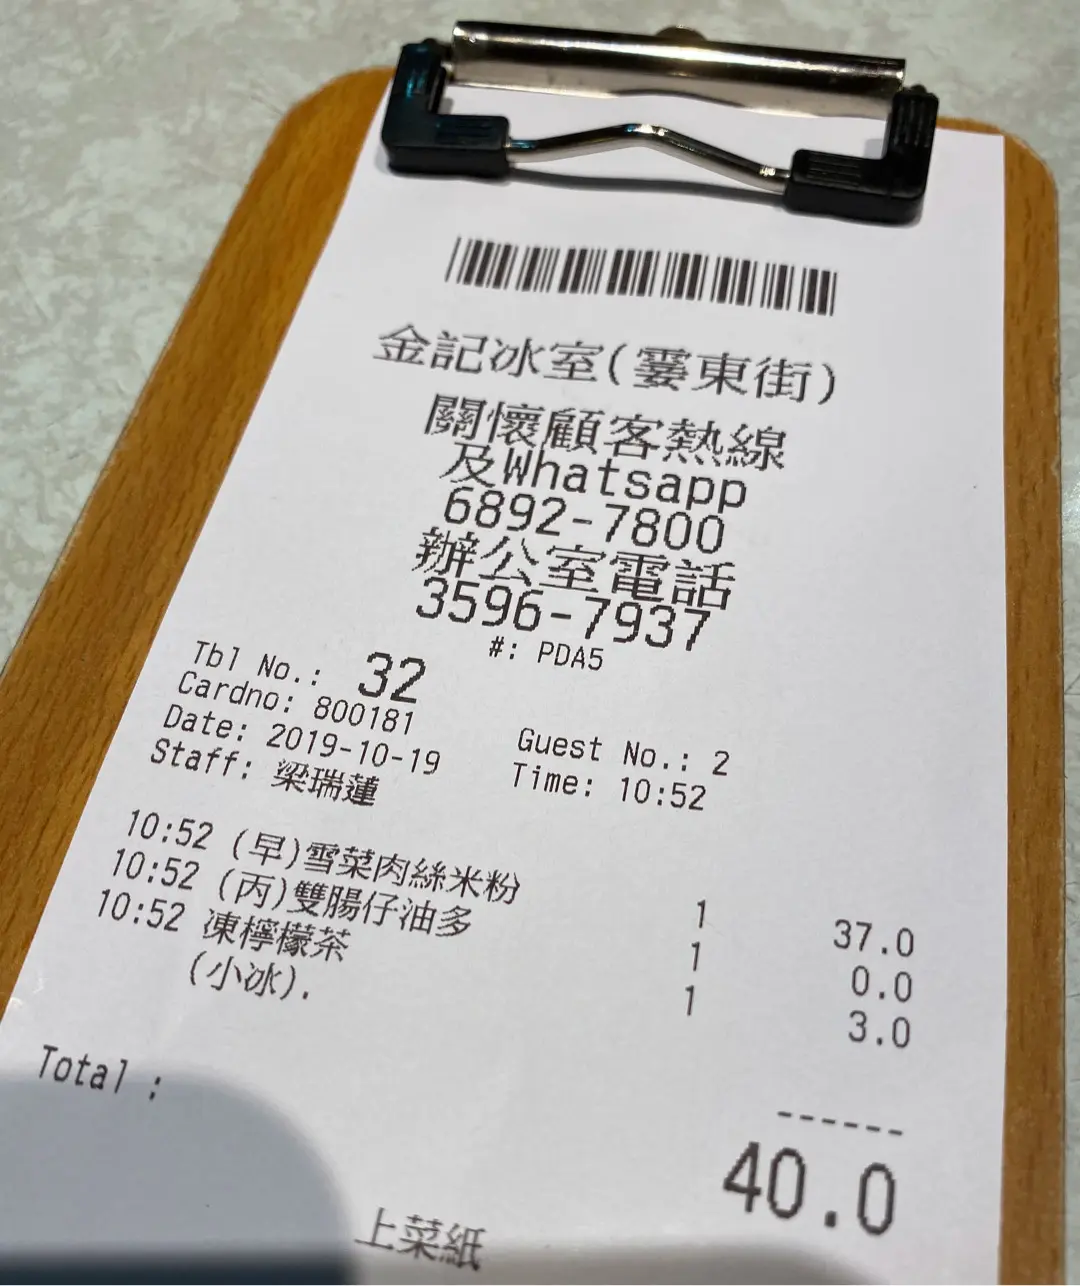 金記冰室(霎東街)
關懷顧客熱線
及Whatsapp
6892-7800
辦公室電話
3596-7937
#: PDA5
Tbl No.: 32
Cardno: 800181 Guest No.: 2
Date: 2019-10-19 Time: 10:52
Staff: 梁瑞蓮
10:52 (早)雪菜肉絲米粉 1 37.0
10:52 (丙)雙腸仔油多 1 0.0
10:52 凍檸檬茶 1 3.0
(小冰).
------
Total : 40.0
上菜紙